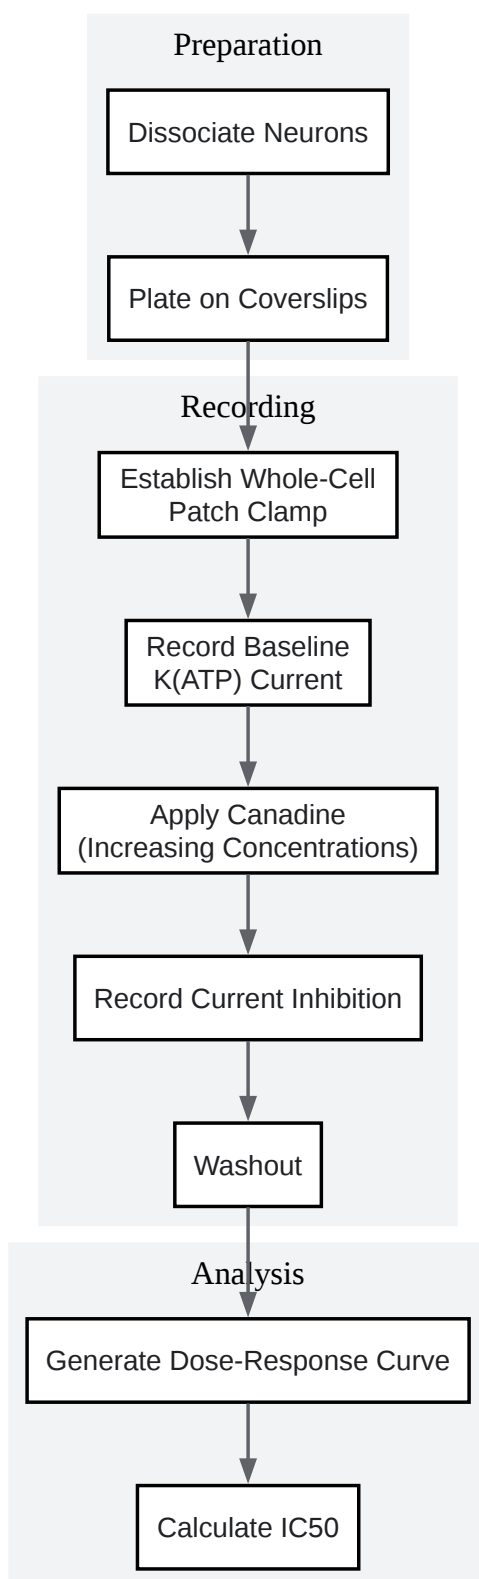 Preparation
Dissociate Neurons
Plate on Coverslips
Recording
Establish Whole-Cell
Patch Clamp
Record Baseline
K(ATP) Current
Apply Canadine
(Increasing Concentrations)
Record Current Inhibition
Washout
Analysis
Generate Dose-Response Curve
Calculate IC50